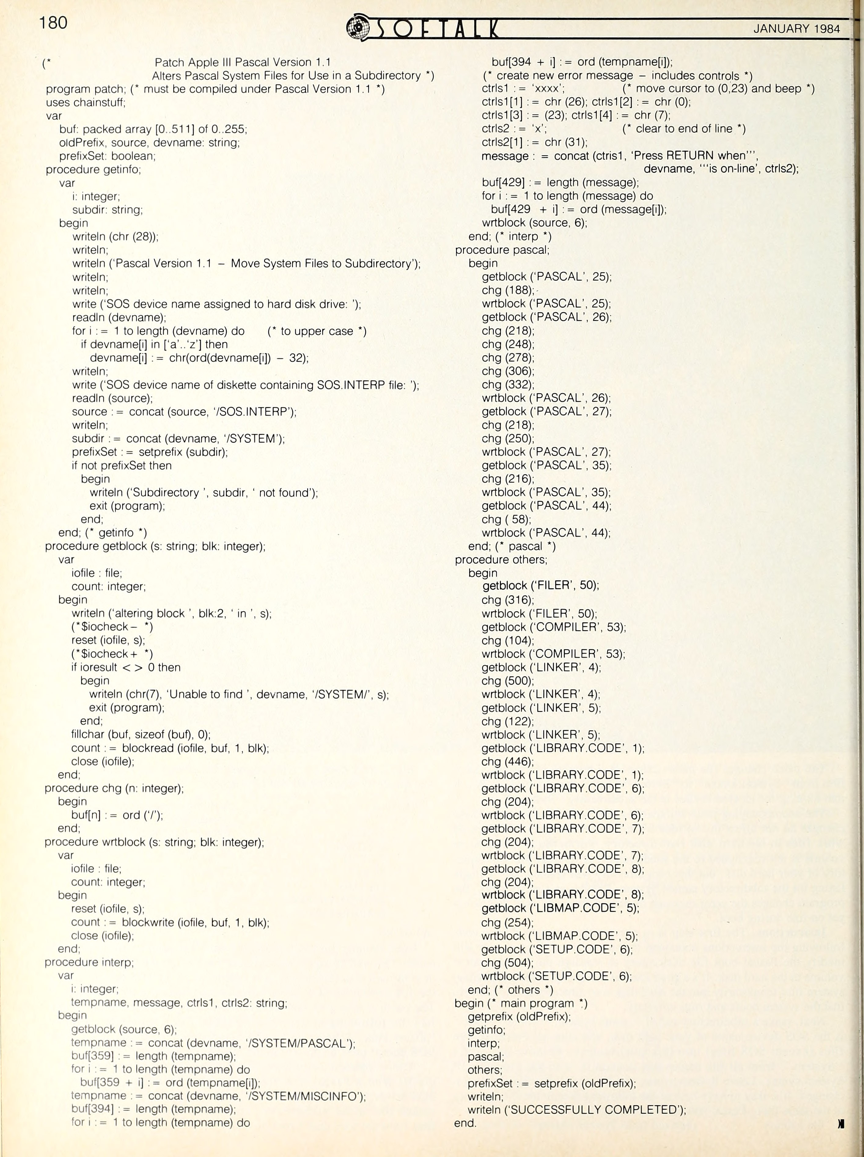 180
SOFTALK
JANUARY 1984
(* Patch Apple III Pascal Version 1.1
Alters Pascal System Files for Use in a Subdirectory *)
program patch; (* must be compiled under Pascal Version 1.1 *)
uses chainstuff;
var
buf: packed array [0..511] of 0..255;
oldPrefix, source, devname: string;
prefixSet: boolean;
procedure getinfo;
var
i: integer;
subdir: string;
begin
writeln (chr (28));
writeln;
writeln ('Pascal Version 1.1 – Move System Files to Subdirectory');
writeln;
writeln;
write ('SOS device name assigned to hard disk drive: ');
readln (devname);
for i := 1 to length (devname) do (* to upper case *)
if devname[i] in ['a'..'z'] then
devname[i] := chr(ord(devname[i]) – 32);
writeln;
write ('SOS device name of diskette containing SOS.INTERP file: ');
readln (source);
source := concat (source, '/SOS.INTERP');
writeln;
subdir := concat (devname, '/SYSTEM');
prefixSet := setprefix (subdir);
if not prefixSet then
begin
writeln ('Subdirectory ', subdir, ' not found');
exit (program);
end;
end; (* getinfo *)
procedure getblock (s: string; blk: integer);
var
iofile : file;
count: integer;
begin
writeln ('altering block ', blk:2, ' in ', s);
(*$iocheck– *)
reset (iofile, s);
(*$iocheck+ *)
if ioresult < > 0 then
begin
writeln (chr(7), 'Unable to find ', devname, '/SYSTEM/', s);
exit (program);
end;
fillchar (buf, sizeof (buf), 0);
count := blockread (iofile, buf, 1, blk);
close (iofile);
end;
procedure chg (n: integer);
begin
buf[n] := ord ('/');
end;
procedure wrtblock (s: string; blk: integer);
var
iofile : file;
count: integer;
begin
reset (iofile, s);
count := blockwrite (iofile, buf, 1, blk);
close (iofile);
end;
procedure interp;
var
i: integer;
tempname, message, ctrls1, ctrls2: string;
begin
getblock (source, 6);
tempname := concat (devname, '/SYSTEM/PASCAL');
buf[359] := length (tempname);
for i := 1 to length (tempname) do
buf[359 + i] := ord (tempname[i]);
tempname := concat (devname, '/SYSTEM/MISCINFO');
buf[394] := length (tempname);
for i := 1 to length (tempname) do
buf[394 + i] := ord (tempname[i]);
(* create new error message – includes controls *)
ctrls1 := 'xxxx'; (* move cursor to (0,23) and beep *)
ctrls1[1] := chr (26); ctrls1[2] := chr (0);
ctrls1[3] := (23); ctrls1[4] := chr (7);
ctrls2 := 'x'; (* clear to end of line *)
ctrls2[1] := chr (31);
message : = concat (ctris1, 'Press RETURN when''',
devname, '''is on-line', ctrls2);
buf[429] := length (message);
for i := 1 to length (message) do
buf[429 + i] := ord (message[i]);
wrtblock (source, 6);
end; (* interp *)
procedure pascal;
begin
getblock ('PASCAL', 25);
chg (188);
wrtblock ('PASCAL', 25);
getblock ('PASCAL', 26);
chg (218);
chg (248);
chg (278);
chg (306);
chg (332);
wrtblock ('PASCAL', 26);
getblock ('PASCAL', 27);
chg (218);
chg (250);
wrtblock ('PASCAL', 27);
getblock ('PASCAL', 35);
chg (216);
wrtblock ('PASCAL', 35);
getblock ('PASCAL', 44);
chg ( 58);
wrtblock ('PASCAL', 44);
end; (* pascal *)
procedure others;
begin
getblock ('FILER', 50);
chg (316);
wrtblock ('FILER', 50);
getblock ('COMPILER', 53);
chg (104);
wrtblock ('COMPILER', 53);
getblock ('LINKER', 4);
chg (500);
wrtblock ('LINKER', 4);
getblock ('LINKER', 5);
chg (122);
wrtblock ('LINKER', 5);
getblock ('LIBRARY.CODE', 1);
chg (446);
wrtblock ('LIBRARY.CODE', 1);
getblock ('LIBRARY.CODE', 6);
chg (204);
wrtblock ('LIBRARY.CODE', 6);
getblock ('LIBRARY.CODE', 7);
chg (204);
wrtblock ('LIBRARY.CODE', 7);
getblock ('LIBRARY.CODE', 8);
chg (204);
wrtblock ('LIBRARY.CODE', 8);
getblock ('LIBMAP.CODE', 5);
chg (254);
wrtblock ('LIBMAP.CODE', 5);
getblock ('SETUP.CODE', 6);
chg (504);
wrtblock ('SETUP.CODE', 6);
end; (* others *)
begin (* main program *)
getprefix (oldPrefix);
getinfo;
interp;
pascal;
others;
prefixSet := setprefix (oldPrefix);
writeln;
writeln ('SUCCESSFULLY COMPLETED');
end.